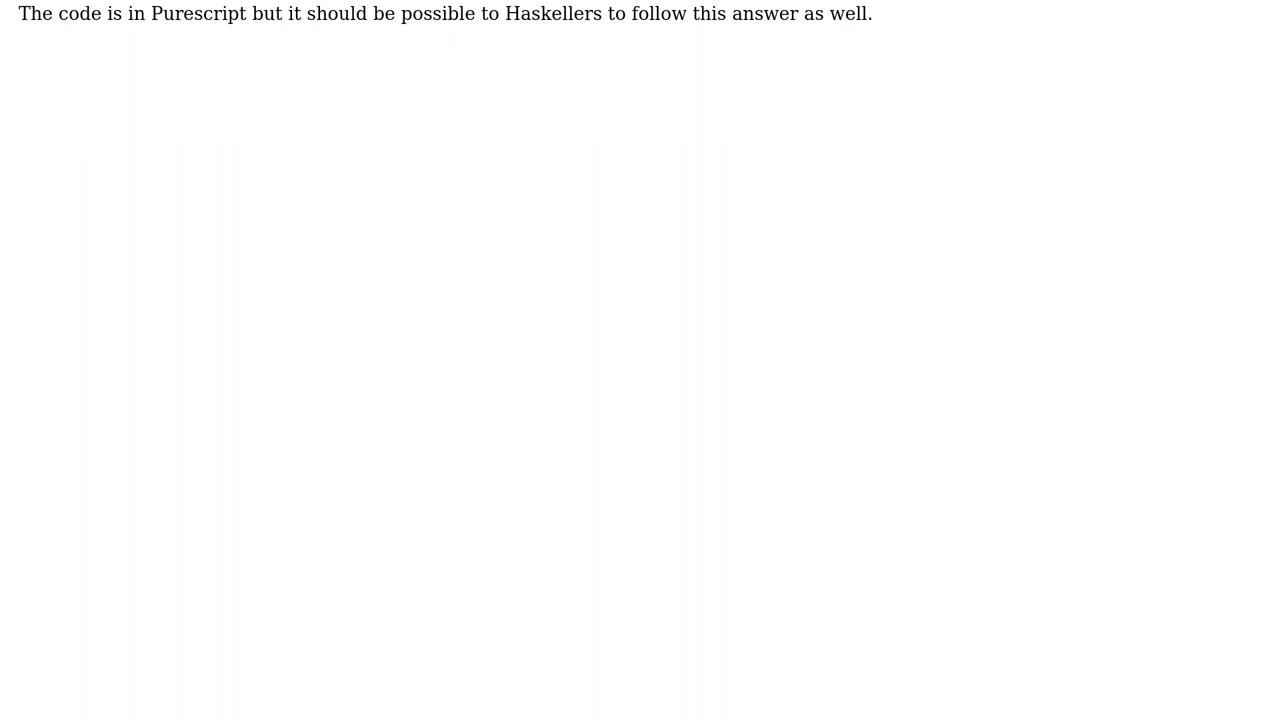 The code is in Purescript but it should be possible to Haskellers to follow this answer as well.